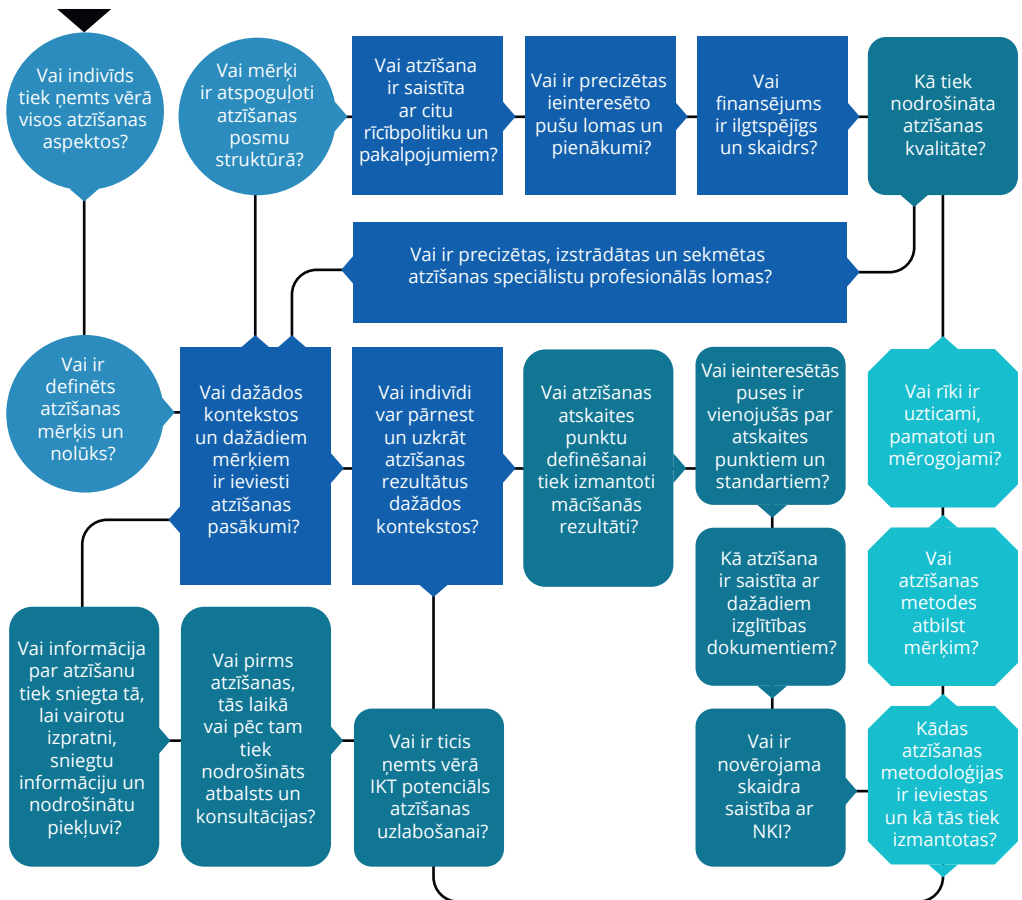 Vai indivīds
tiek ņemts vērā
visos atzīšanas
aspektos?
Vai mērķi
ir atspoguļoti
atzīšanas
posmu
struktūrā?
Vai atzīšana
ir saistīta
ar citu
rīcībpolitiku un
pakalpojumiem?
Vai ir precizētas
ieinteresēto
pušu lomas un
pienākumi?
Vai
finansējums
ir ilgtspējīgs
un skaidrs?
Kā tiek
nodrošināta
atzīšanas
kvalitāte?
Vai ir precizētas, izstrādātas un sekmētas
atzīšanas speciālistu profesionālās lomas?
Vai ir
definēts
atzīšanas
mērķis un
nolūks?
Vai dažādos
kontekstos
un dažādiem
mērķiem
ir ieviesti
atzīšanas
pasākumi?
Vai indivīdi
var pārnest
un uzkrāt
atzīšanas
rezultātus
dažādos
kontekstos?
Vai atzīšanas
atskaites
punktu
definēšanai
tiek izmantoti
mācīšanās
rezultāti?
Vai ieinteresētās
puses ir
vienojušās par
atskaites
punktiem un
standartiem?
Vai rīki ir
uzticami,
pamatoti un
mērogojami?
Kā atzīšana
ir saistīta ar
dažādiem
izglītības
dokumentiem?
Vai
atzīšanas
metodes
atbilst
mērķim?
Vai informācija
par atzīšanu
tiek sniegta tā,
lai vairotu
izpratni,
sniegtu
informāciju un
nodrošinātu
piekļuvi?
Vai pirms
atzīšanas,
tās laikā
vai pēc tam
tiek
nodrošināts
atbalsts un
konsultācijas?
Vai ir ticis
ņemts vērā
IKT potenciāls
atzīšanas
uzlabošanai?
Vai ir
novērojama
skaidra
saistība ar
NKI?
Kādas
atzīšanas
metodoloģijas
ir ieviestas
un kā tās tiek
izmantotas?